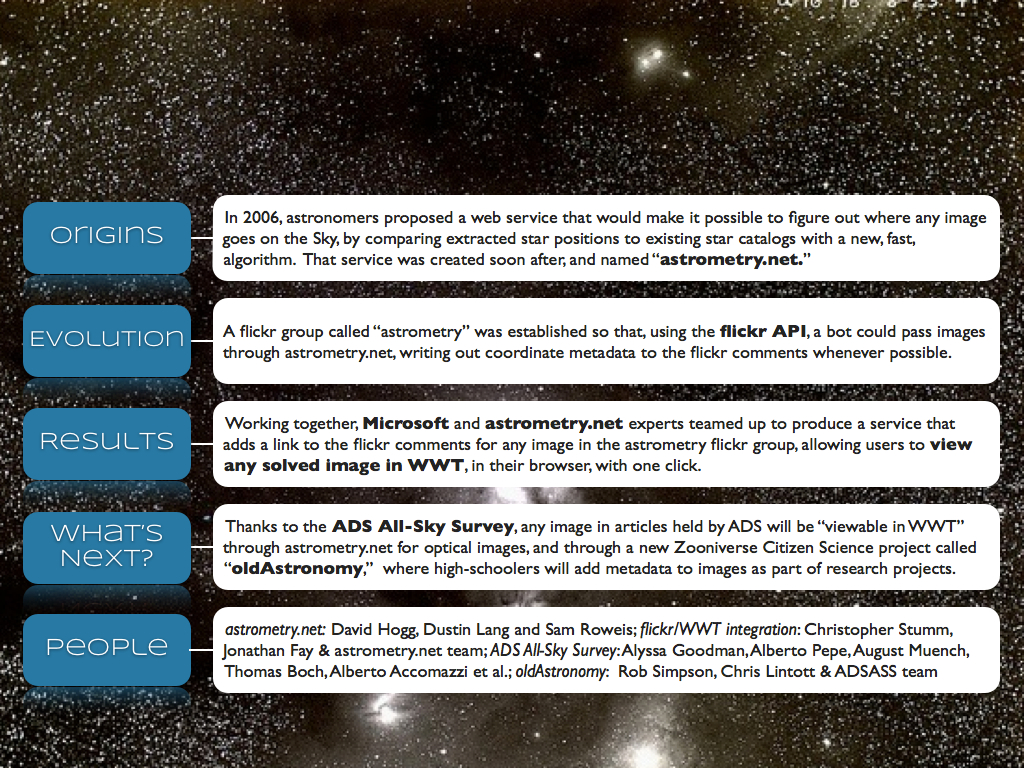 Origins
In 2006, astronomers proposed a web service that would make it possible to figure out where any image
goes on the Sky, by comparing extracted star positions to existing star catalogs with a new, fast,
algorithm. That service was created soon after, and named “astrometry.net.”
Evolution
A flickr group called “astrometry” was established so that, using the flickr API, a bot could pass images
through astrometry.net, writing out coordinate metadata to the flickr comments whenever possible.
Results
Working together, Microsoft and astrometry.net experts teamed up to produce a service that
adds a link to the flickr comments for any image in the astrometry flickr group, allowing users to view
any solved image in WWT, in their browser, with one click.
What's
Next?
Thanks to the ADS All-Sky Survey, any image in articles held by ADS will be “viewable in WWT”
through astrometry.net for optical images, and through a new Zooniverse Citizen Science project called
“oldAstronomy,” where high-schoolers will add metadata to images as part of research projects.
People
astrometry.net: David Hogg, Dustin Lang and Sam Roweis; flickr/WWT integration: Christopher Stumm,
Jonathan Fay & astrometry.net team; ADS All-Sky Survey: Alyssa Goodman, Alberto Pepe, August Muench,
Thomas Boch, Alberto Accomazzi et al.; oldAstronomy: Rob Simpson, Chris Lintott & ADSASS team